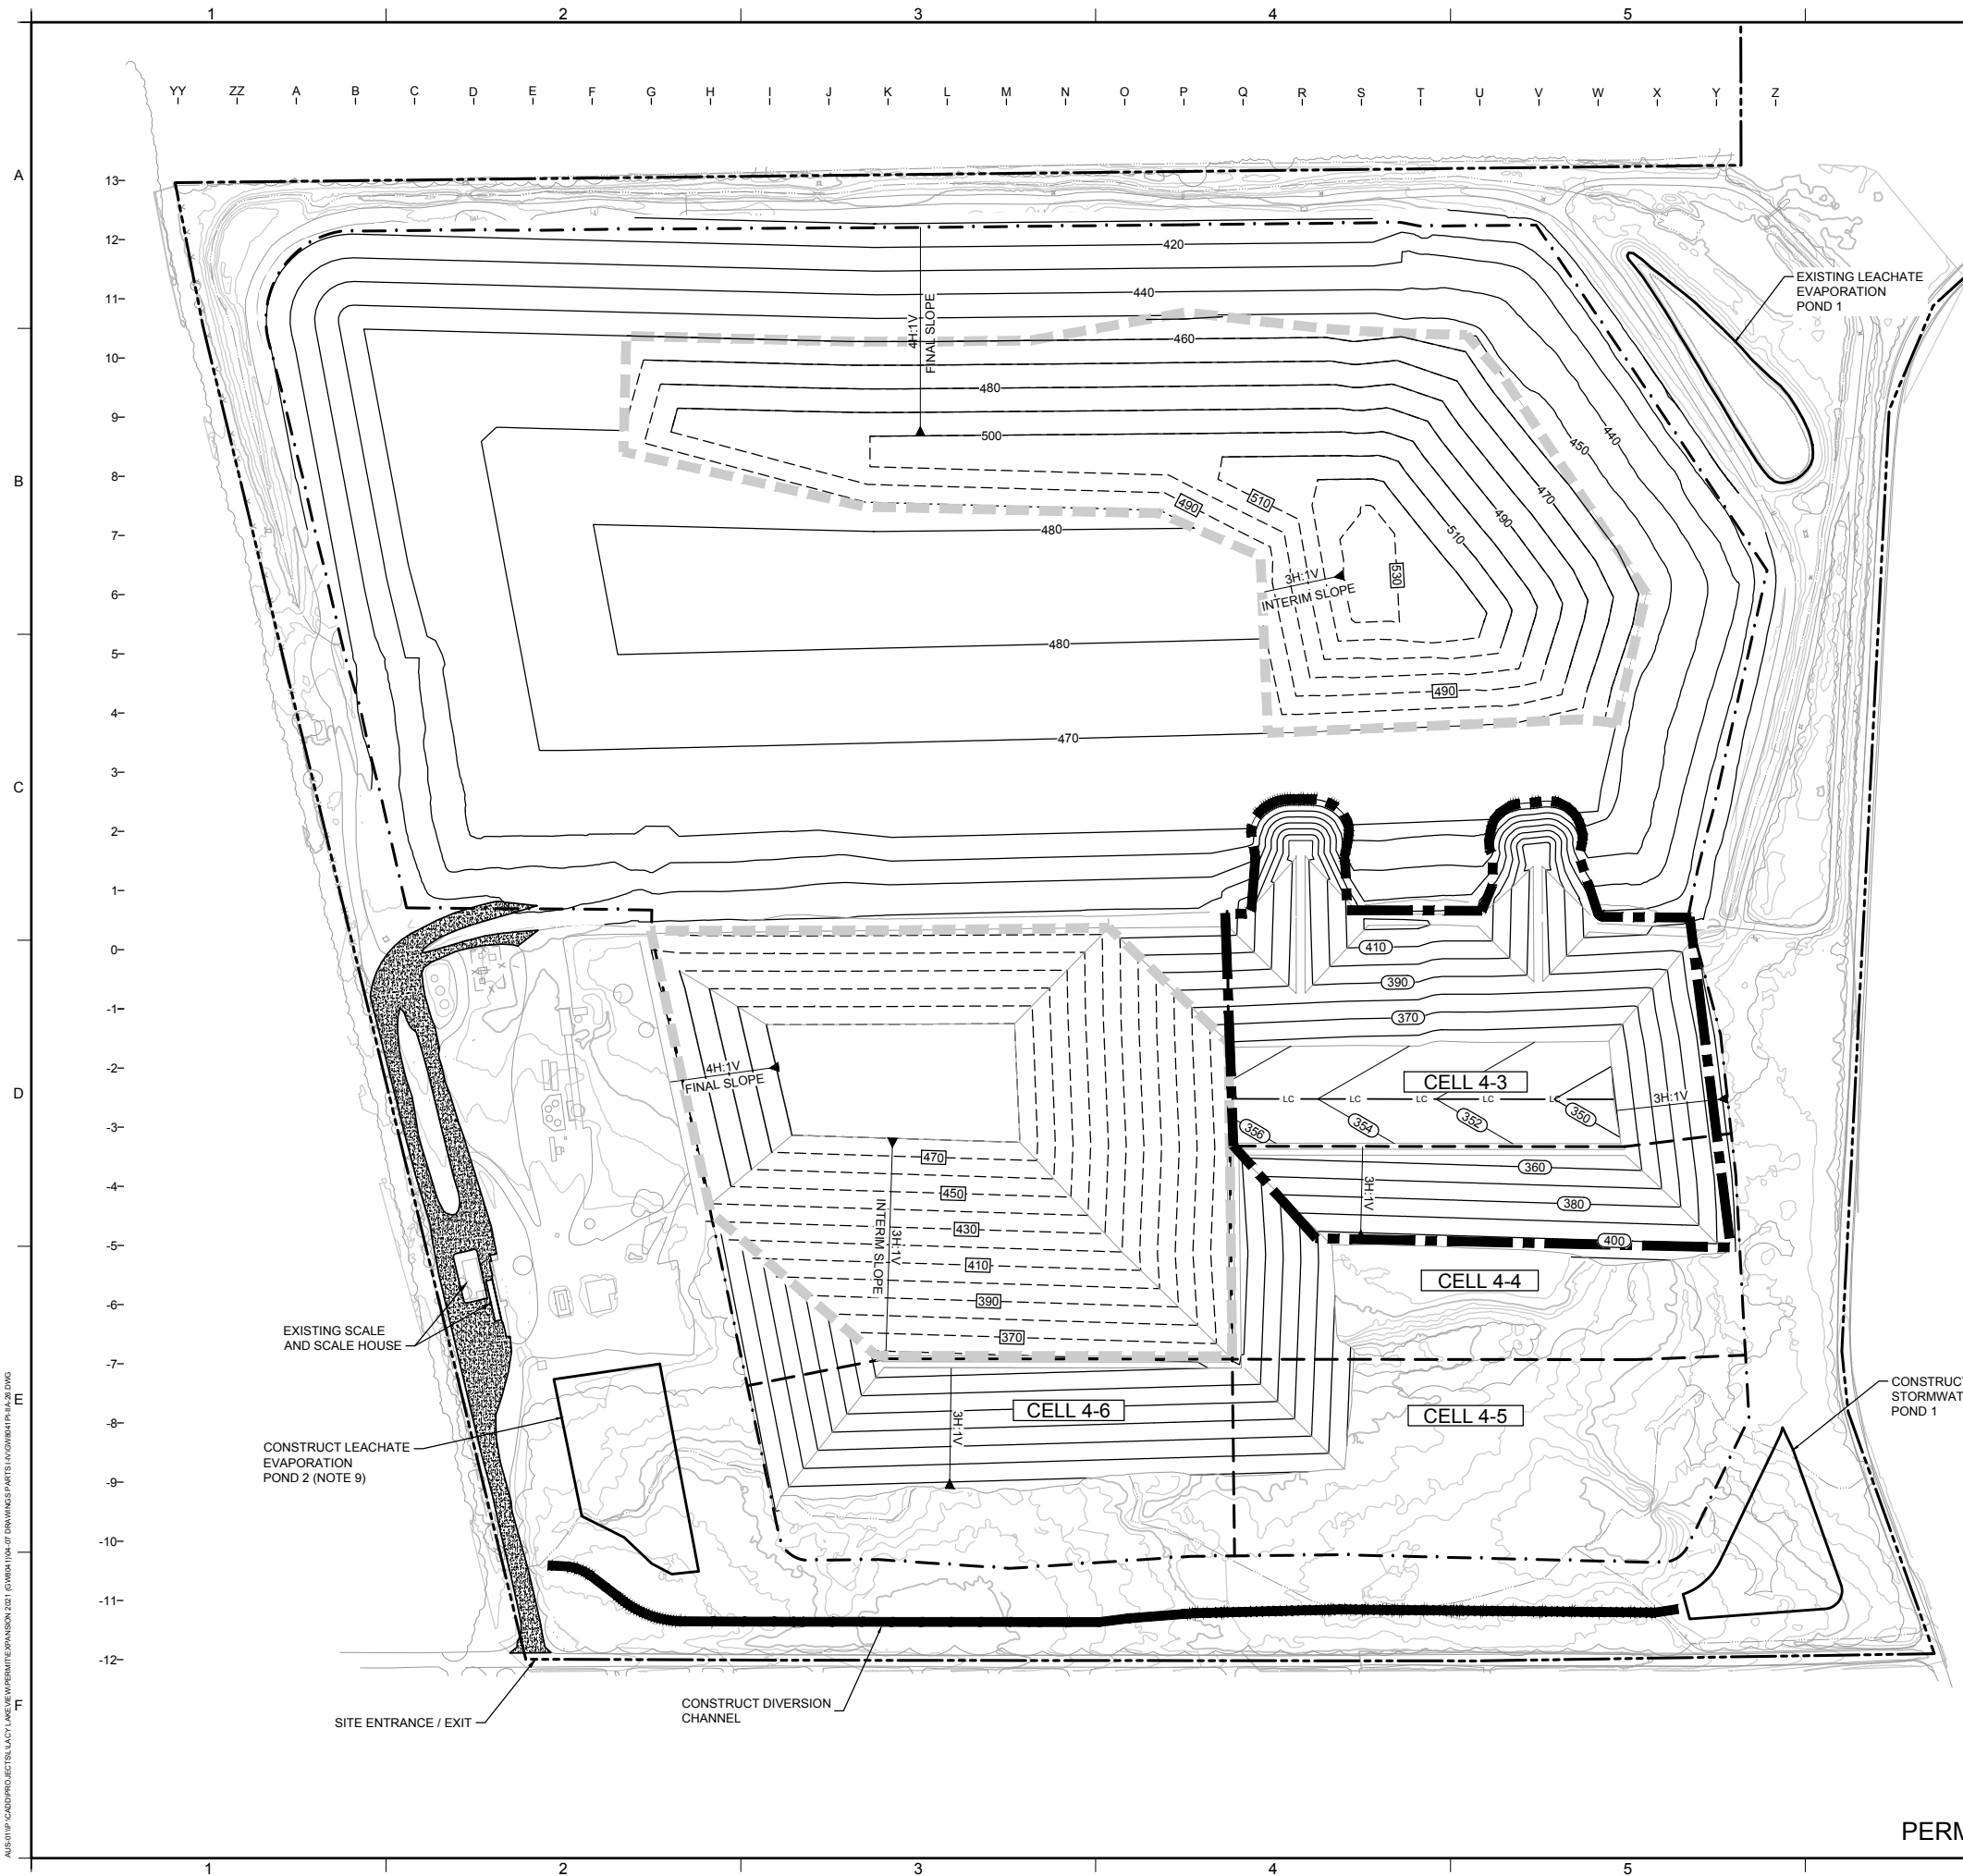 1 2 3 4 5
YY ZZ A B C D E F G H I J K L M N O P Q R S T U V W X Y Z
A
13
12
420
EXISTING LEACHATE
EVAPORATION
POND 1
11
440
4H:1V
FINAL SLOPE
10
460
480
9
440
500
450
B
8
470
510
490
490
7
480
510
530
3H:1V
INTERIM SLOPE
6
5
480
490
4
470
3
C
2
1
0
410
390
-1
370
-2
4H:1V
FINAL SLOPE
CELL 4-3
D
LC LC LC LC LC
3H:1V
350
352
354
356
-3
470
360
-4
450
3H:1V
380
430
INTERIM SLOPE
3H:1V
400
-5
410
CELL 4-4
390
-6
EXISTING SCALE
AND SCALE HOUSE
370
-7
E
CONSTRUCT
STORMWAT
POND 1
CELL 4-6
CELL 4-5
3H:1V
-8
CONSTRUCT LEACHATE
EVAPORATION
POND 2 (NOTE 9)
-9
-10
-11
-12
F
CONSTRUCT DIVERSION
CHANNEL
SITE ENTRANCE / EXIT
PERM
1 2 3 4 5